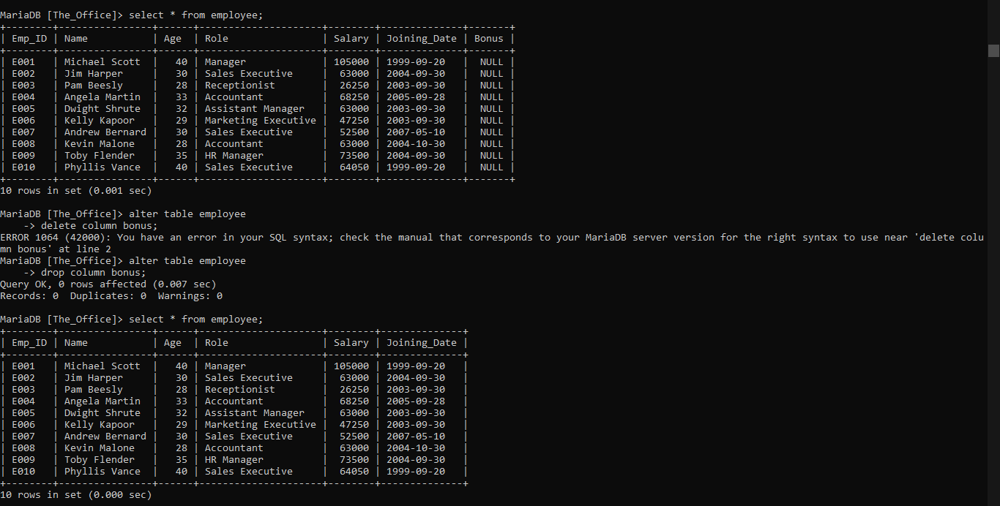 MariaDB [The_Office]> select * from employee;
+--------+----------------+------+--------------------+--------+--------------+-------+
| Emp_ID | Name           | Age  | Role                | Salary | Joining_Date | Bonus |
+--------+----------------+------+---------------------+--------+--------------+-------+
| E001   | Michael Scott  |   40 | Manager             | 105000 | 1999-09-20   |  NULL |
| E002   | Jim Harper     |   30 | Sales Executive     |  63000 | 2004-09-30   |  NULL |
| E003   | Pam Beesly     |   28 | Receptionist        |  26250 | 2003-09-30   |  NULL |
| E004   | Angela Martin  |   33 | Accountant          |  68250 | 2005-09-28   |  NULL |
| E005   | Dwight Shrute  |   32 | Assistant Manager   |  63000 | 2003-09-30   |  NULL |
| E006   | Kelly Kapoor   |   29 | Marketing Executive |  47250 | 2003-09-30   |  NULL |
| E007   | Andrew Bernard |   30 | Sales Executive     |  52500 | 2007-05-10   |  NULL |
| E008   | Kevin Malone   |   28 | Accountant          |  63000 | 2004-10-30   |  NULL |
| E009   | Toby Flender   |   35 | HR Manager          |  73500 | 2004-09-30   |  NULL |
| E010   | Phyllis Vance  |   40 | Sales Executive     |  64050 | 1999-09-20   |  NULL |
+--------+----------------+------+---------------------+--------+--------------+-------+
10 rows in set (0.001 sec)
MariaDB [The_Office]> alter table employee
    -> delete column bonus;
ERROR 1064 (42000): You have an error in your SQL syntax; check the manual that corresponds to your MariaDB server version for the right syntax to use near 'delete colu
mn bonus' at line 2
MariaDB [The_Office]> alter table employee
    -> drop column bonus;
Query OK, 0 rows affected (0.007 sec)
Records: 0  Duplicates: 0  Warnings: 0
MariaDB [The_Office]> select * from employee;
+--------+----------------+------+---------------------+--------+--------------+
| Emp_ID | Name           | Age  | Role                | Salary | Joining_Date |
+--------+----------------+------+---------------------+--------+--------------+
| E001   | Michael Scott  |   40 | Manager             | 105000 | 1999-09-20   |
| E002   | Jim Harper     |   30 | Sales Executive     |  63000 | 2004-09-30   |
| E003   | Pam Beesly     |   28 | Receptionist        |  26250 | 2003-09-30   |
| E004   | Angela Martin  |   33 | Accountant          |  68250 | 2005-09-28   |
| E005   | Dwight Shrute  |   32 | Assistant Manager   |  63000 | 2003-09-30   |
| E006   | Kelly Kapoor   |   29 | Marketing Executive |  47250 | 2003-09-30   |
| E007   | Andrew Bernard |   30 | Sales Executive     |  52500 | 2007-05-10   |
| E008   | Kevin Malone   |   28 | Accountant          |  63000 | 2004-10-30   |
| E009   | Toby Flender   |   35 | HR Manager          |  73500 | 2004-09-30   |
| E010   | Phyllis Vance  |   40 | Sales Executive     |  64050 | 1999-09-20   |
+--------+----------------+------+---------------------+--------+--------------+
10 rows in set (0.000 sec)